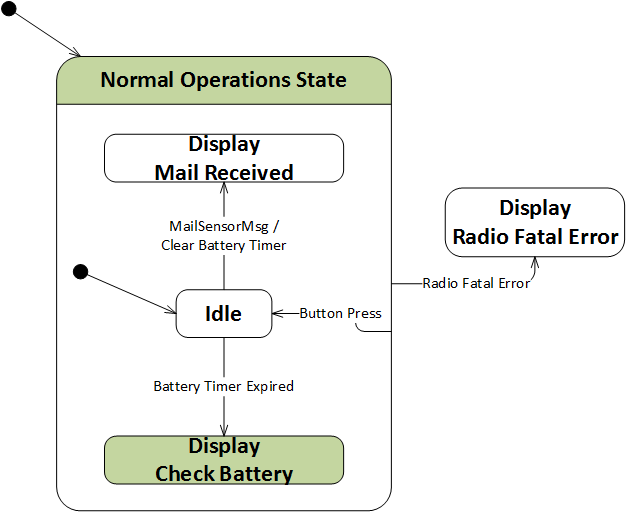 Normal Operations State
Display
Mail Received
MailSensorMsg /
Clear Battery Timer
Display
Radio Fatal Error
Radio Fatal Error
Idle
Button Press
Battery Timer Expired
Display
Check Battery